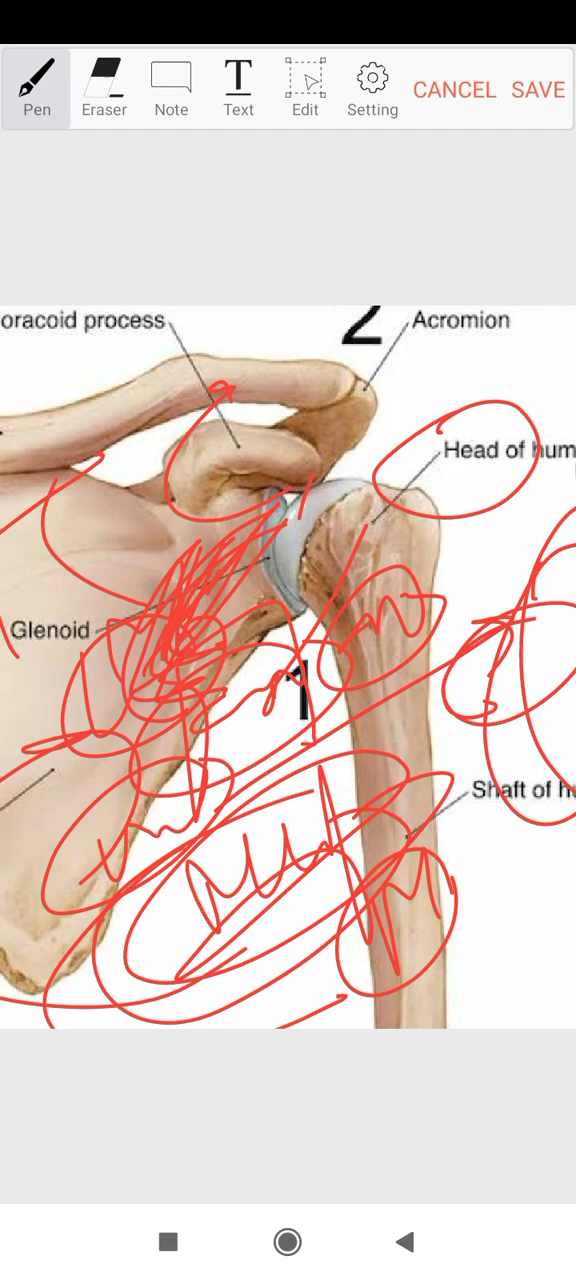 Pen Eraser Note Text Edit Setting CANCEL SAVE
oracoid process
2
Acromion
Head of hum
Glenoid
1
Shaft of h